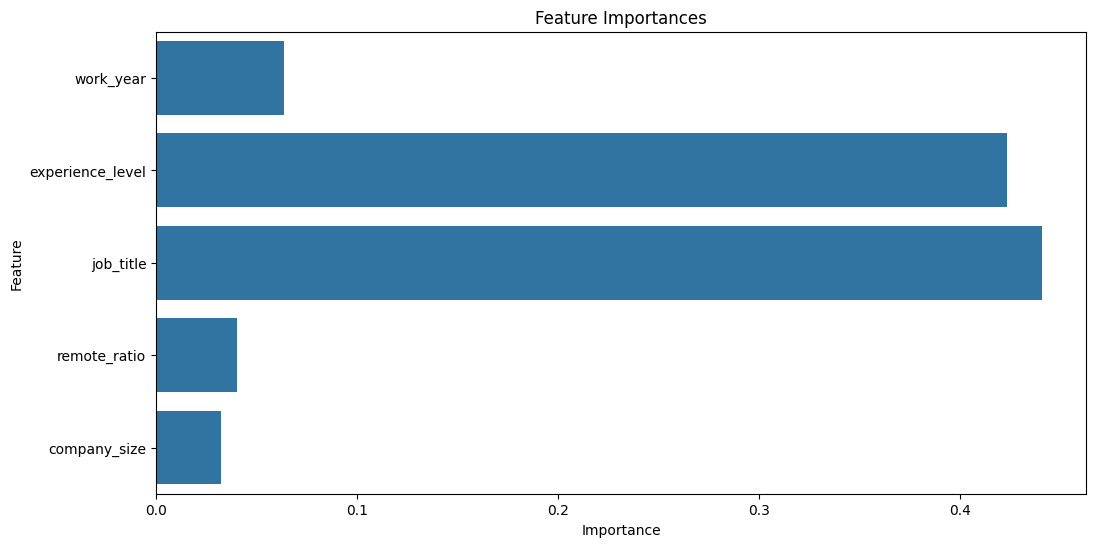 Feature Importances
Feature
work_year
experience_level
job_title
remote_ratio
company_size
0.0
0.1
0.2
0.3
0.4
Importance